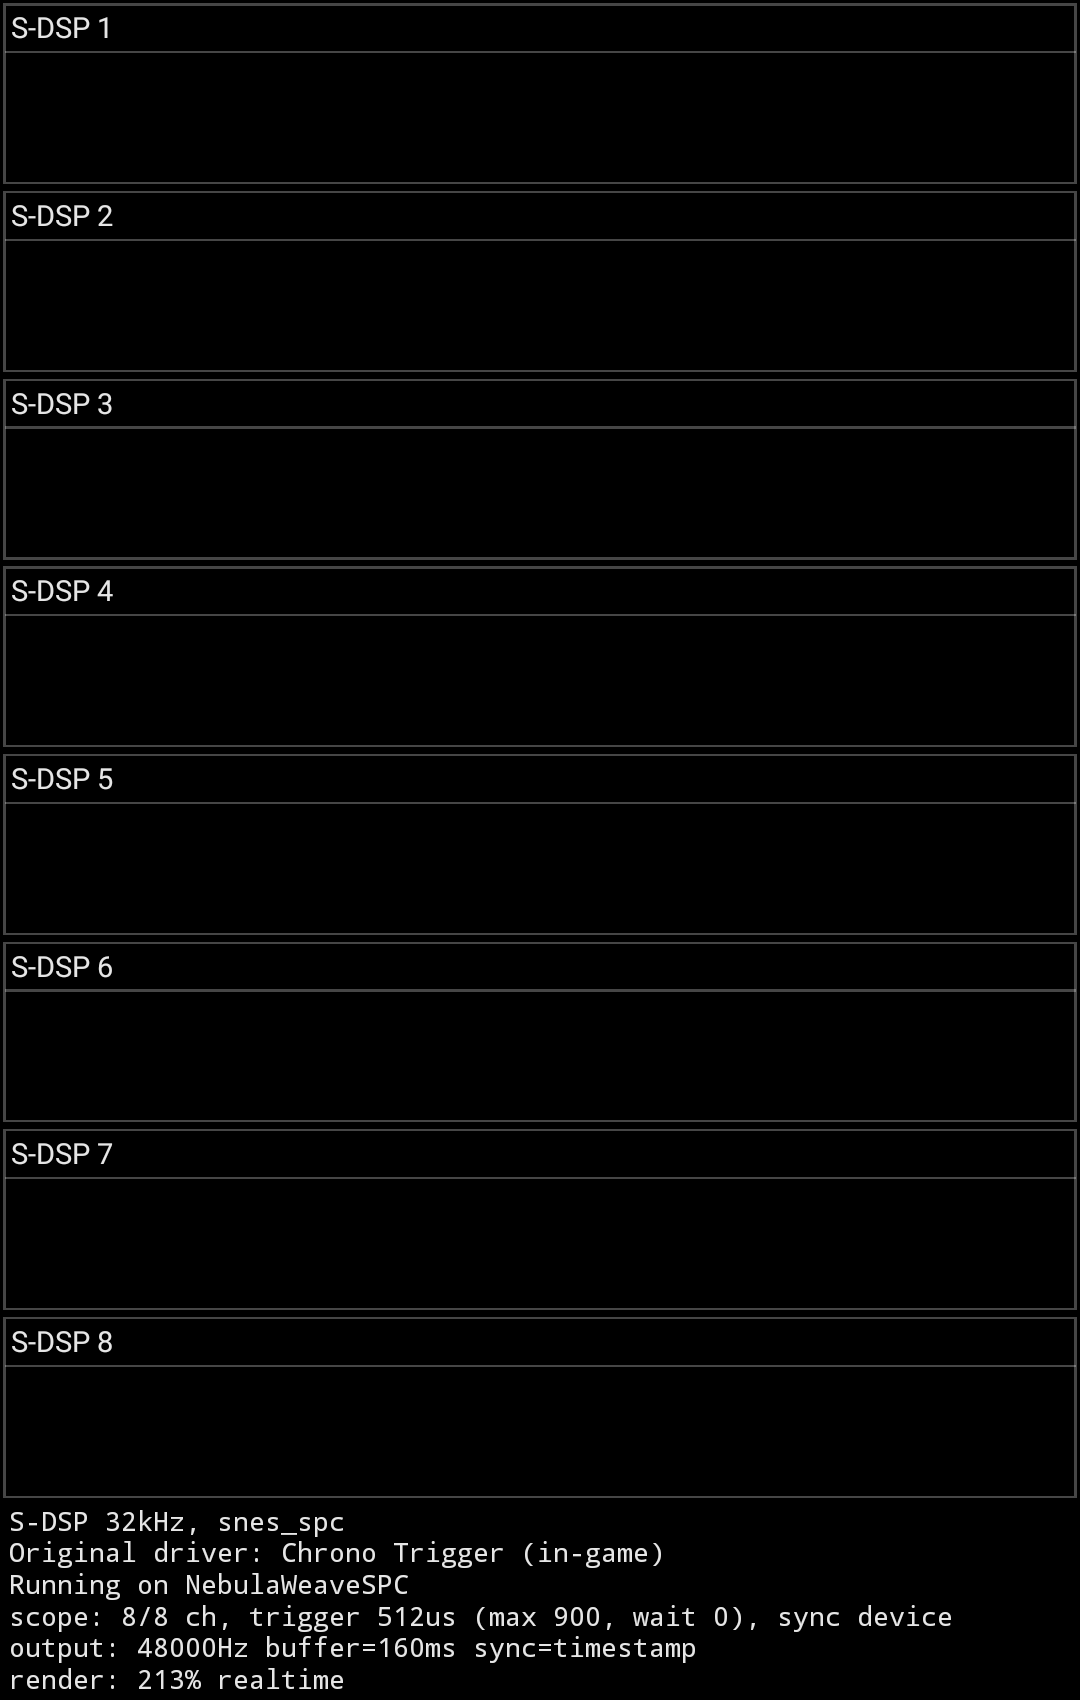 S-DSP 1
S-DSP 2
S-DSP 3
S-DSP 4
S-DSP 5
S-DSP 6
S-DSP 7
S-DSP 8
S-DSP 32kHz, snes_spc
Original driver: Chrono Trigger (in-game)
Running on NebulaWeaveSPC
scope: 8/8 ch, trigger 512us (max 900, wait 0), sync device
output: 48000Hz buffer=160ms sync=timestamp
render: 213% realtime